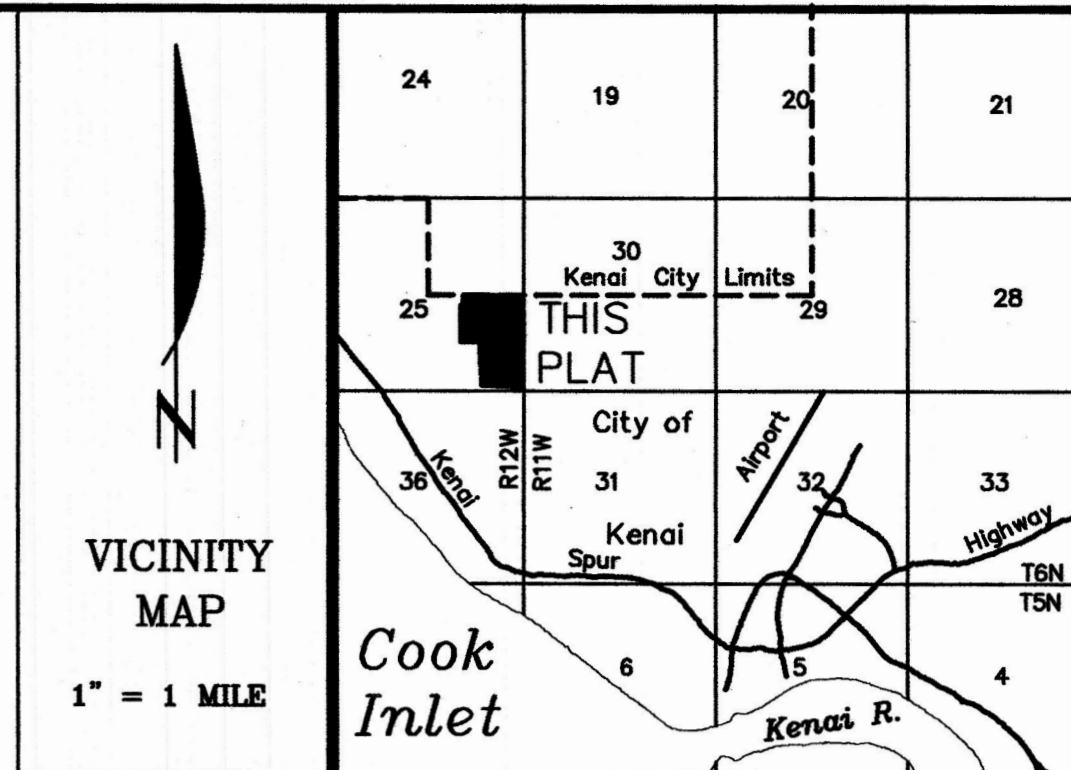 N
VICINITY
MAP
1" = 1 MILE
24
19
20
21
30
Kenai City Limits
25
THIS
PLAT
29
28
City of
Kenai
R12W
R11W
Airport
36
31
32
33
Kenai
Spur
Highway
T6N
T5N
Cook
Inlet
6
5
4
Kenai R.